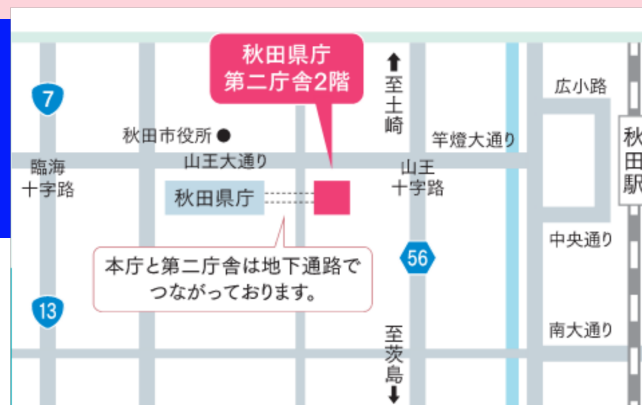 秋田県庁
第二庁舎2階
至土崎
広小路
7
秋田市役所
竿燈大通り
山王大通り
秋田駅
臨海
十字路
山王
十字路
秋田県庁
中央通り
56
本庁と第二庁舎は地下通路で
つながっております。
13
南大通り
至茨島